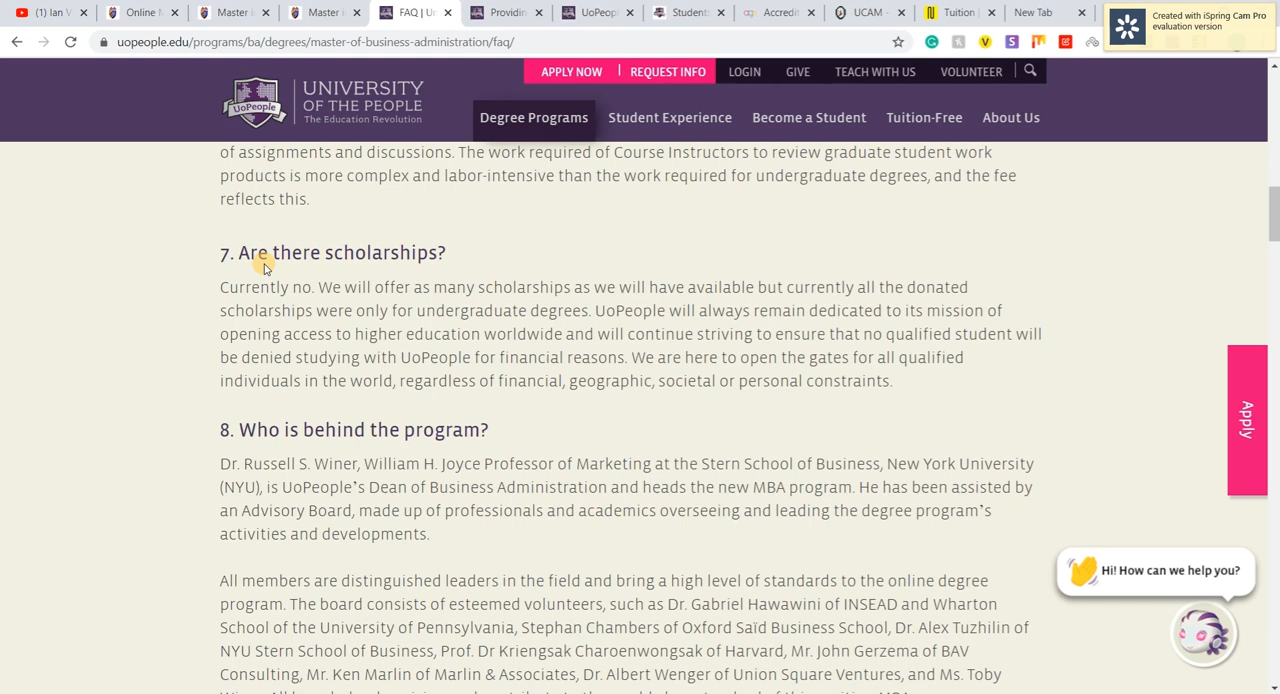 (1) Ian V
Online M
Master i
Master i
FAQ | U
Providin
UoPeop
Students
Accredit
UCAM -
Tuition |
New Tab
Created with iSpring Cam Pro
evaluation version
uopeople.edu/programs/ba/degrees/master-of-business-administration/faq/
APPLY NOW | REQUEST INFO LOGIN GIVE TEACH WITH US VOLUNTEER
UoPeople
UNIVERSITY
OF THE PEOPLE
The Education Revolution
Degree Programs Student Experience Become a Student Tuition-Free About Us
of assignments and discussions. The work required of Course Instructors to review graduate student work
products is more complex and labor-intensive than the work required for undergraduate degrees, and the fee
reflects this.
7. Are there scholarships?
Currently no. We will offer as many scholarships as we will have available but currently all the donated
scholarships were only for undergraduate degrees. UoPeople will always remain dedicated to its mission of
opening access to higher education worldwide and will continue striving to ensure that no qualified student will
be denied studying with UoPeople for financial reasons. We are here to open the gates for all qualified
individuals in the world, regardless of financial, geographic, societal or personal constraints.
8. Who is behind the program?
Dr. Russell S. Winer, William H. Joyce Professor of Marketing at the Stern School of Business, New York University
(NYU), is UoPeople's Dean of Business Administration and heads the new MBA program. He has been assisted by
an Advisory Board, made up of professionals and academics overseeing and leading the degree program's
activities and developments.
All members are distinguished leaders in the field and bring a high level of standards to the online degree
program. The board consists of esteemed volunteers, such as Dr. Gabriel Hawawini of INSEAD and Wharton
School of the University of Pennsylvania, Stephan Chambers of Oxford Saïd Business School, Dr. Alex Tuzhilin of
NYU Stern School of Business, Prof. Dr Kriengsak Charoenwongsak of Harvard, Mr. John Gerzema of BAV
Consulting, Mr. Ken Marlin of Marlin & Associates, Dr. Albert Wenger of Union Square Ventures, and Ms. Toby
Apply
Hi! How can we help you?